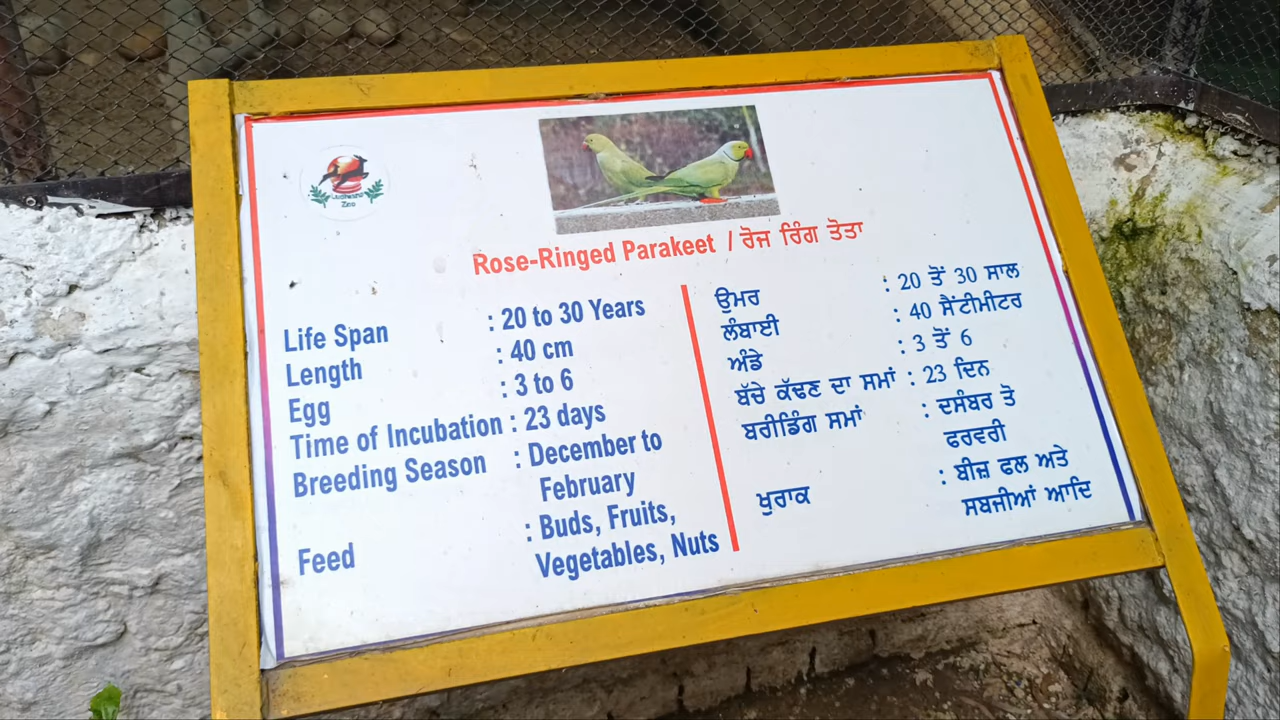 Ludhiana
Zoo
Rose-Ringed Parakeet / ਰੋਜ ਰਿੰਗ ਤੋਤਾ
Life Span : 20 to 30 Years
Length : 40 cm
Egg : 3 to 6
Time of Incubation : 23 days
Breeding Season : December to
February
Feed : Buds, Fruits,
Vegetables, Nuts
ਉਮਰ : 20 ਤੋਂ 30 ਸਾਲ
ਲੰਬਾਈ : 40 ਸੈਂਟੀਮੀਟਰ
ਅੰਡੇ : 3 ਤੋਂ 6
ਬੱਚੇ ਕੱਢਣ ਦਾ ਸਮਾਂ : 23 ਦਿਨ
ਬਰੀਡਿੰਗ ਸਮਾਂ : ਦਸੰਬਰ ਤੋ
ਫਰਵਰੀ
ਖੁਰਾਕ : ਬੀਜ਼ ਫਲ ਅਤੇ
ਸਬਜੀਆਂ ਆਦਿ